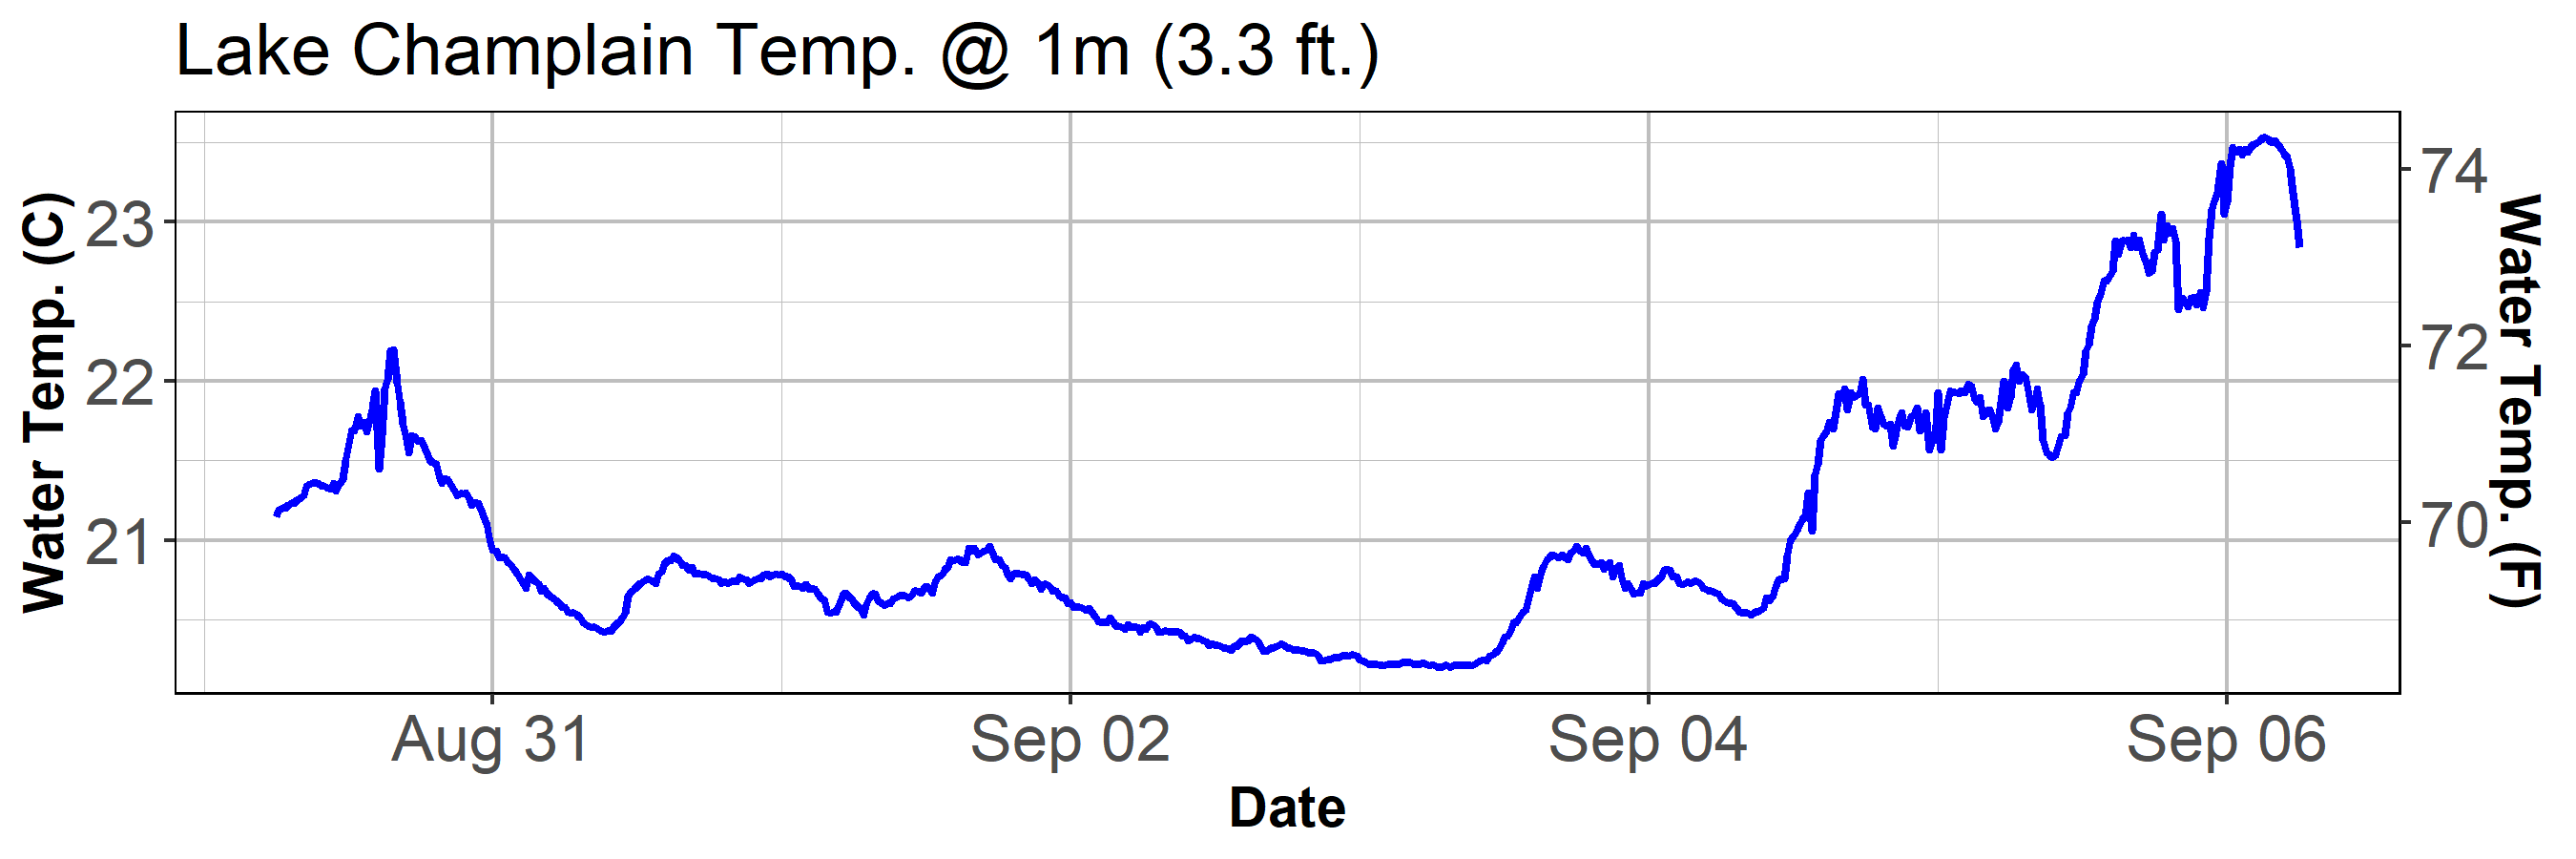 Lake Champlain Temp. @ 1m (3.3 ft.)
Water Temp. (C)
23
22
21
74
72
70
Water Temp. (F)
Aug 31
Sep 02
Sep 04
Sep 06
Date